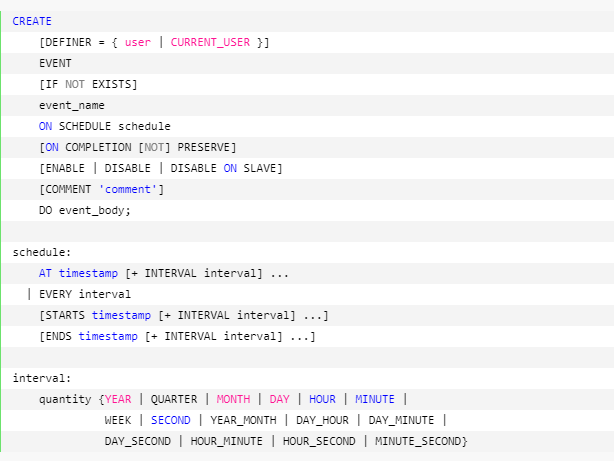 CREATE
[DEFINER = { user | CURRENT_USER }]
EVENT
[IF NOT EXISTS]
event_name
ON SCHEDULE schedule
[ON COMPLETION [NOT] PRESERVE]
[ENABLE | DISABLE | DISABLE ON SLAVE]
[COMMENT 'comment']
DO event_body;
schedule:
AT timestamp [+ INTERVAL interval] ...
| EVERY interval
[STARTS timestamp [+ INTERVAL interval] ...]
[ENDS timestamp [+ INTERVAL interval] ...]
interval:
quantity {YEAR | QUARTER | MONTH | DAY | HOUR | MINUTE |
WEEK | SECOND | YEAR_MONTH | DAY_HOUR | DAY_MINUTE |
DAY_SECOND | HOUR_MINUTE | HOUR_SECOND | MINUTE_SECOND}